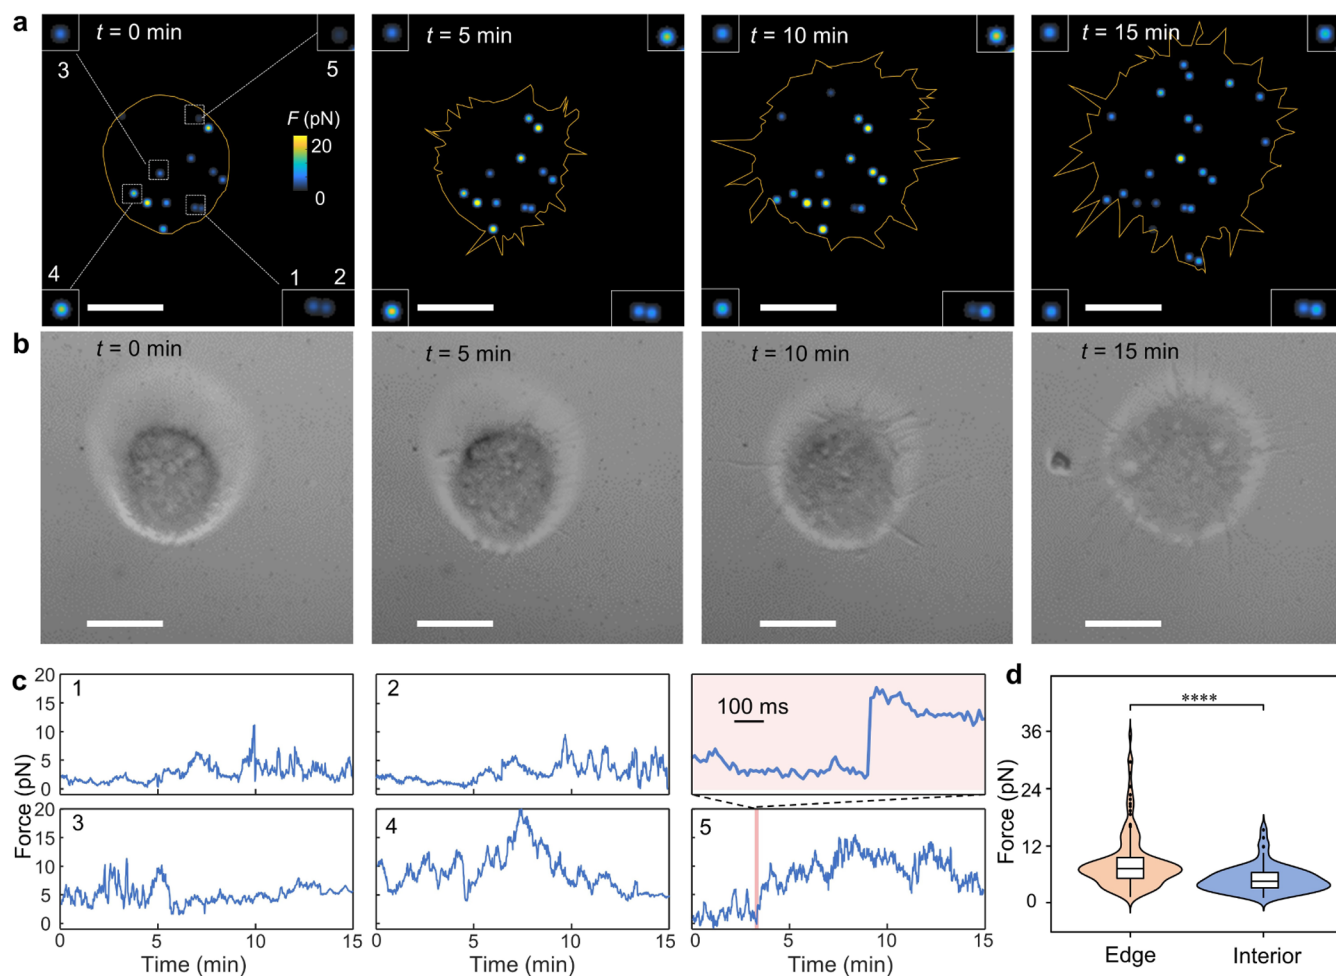 a
t = 0 min
t = 5 min
t = 10 min
t = 15 min
3
5
F (pN)
20
0
4
1
2
b
t = 0 min
t = 5 min
t = 10 min
t = 15 min
c
d
Force (pN)
20
15
10
5
0
1
2
100 ms
20
15
10
5
0
3
4
5
0
5
10
15
0
5
10
15
0
5
10
15
Time (min)
Time (min)
Time (min)
Force (pN)
36
24
12
0
****
Edge
Interior